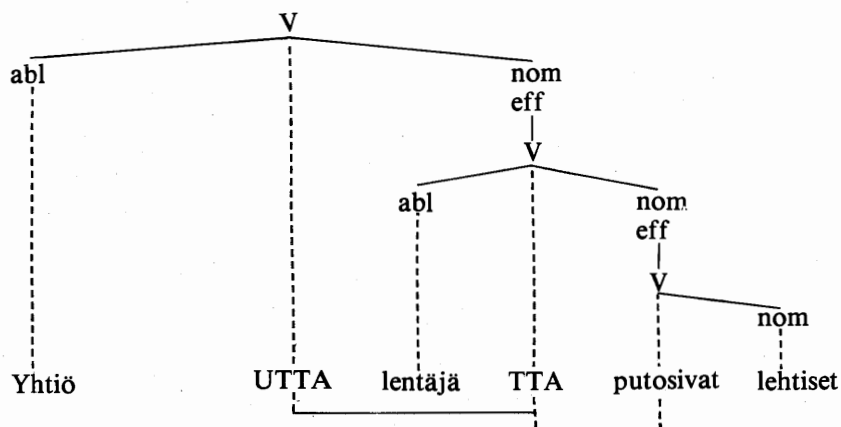 V
abl nom
eff
V
abl nom
eff
V
nom
Yhtiö UTTA lentäjä TTA putosivat lehtiset